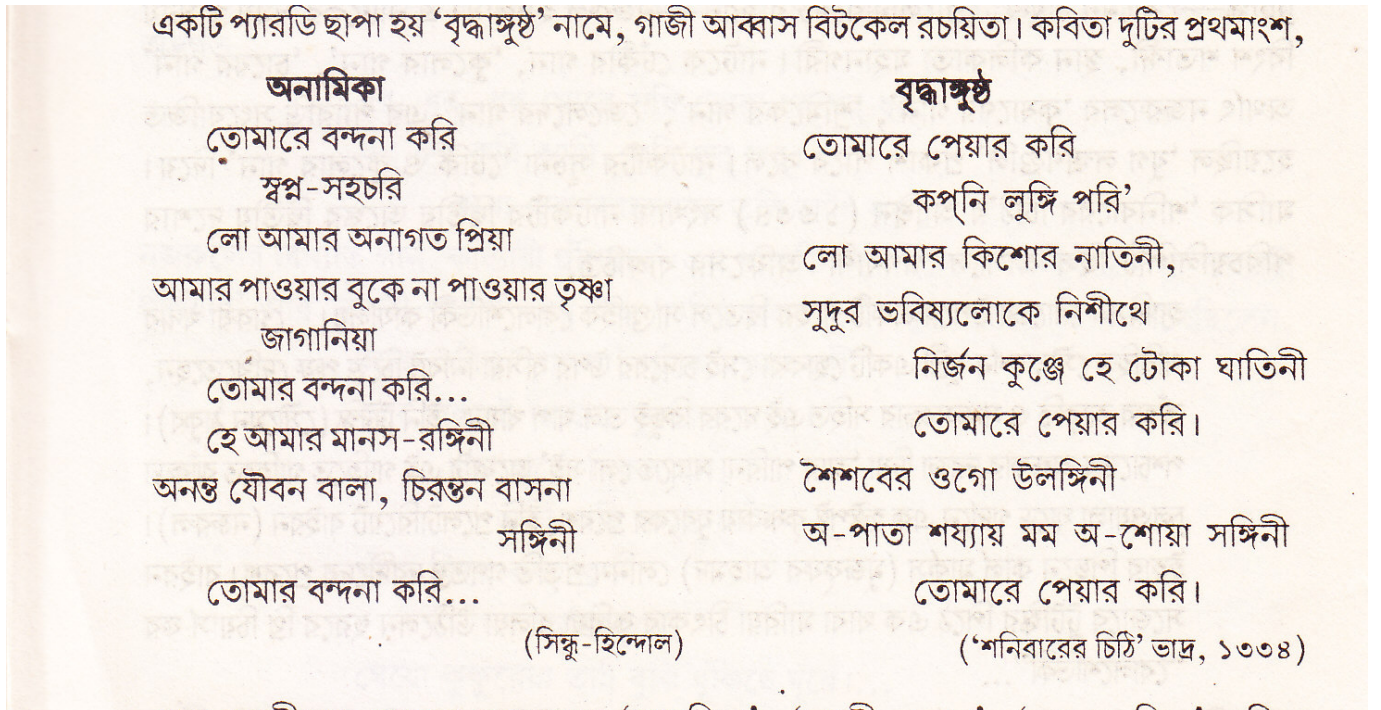 একটি প্যারডি ছাপা হয় ‘বৃদ্ধাঙ্গুষ্ঠ’ নামে, গাজী আব্বাস বিটকেল রচয়িতা। কবিতা দুটির প্রথমাংশ,
অনামিকা
তোমারে বন্দনা করি
স্বপ্ন-সহচরি
লো আমার অনাগত প্রিয়া
আমার পাওয়ার বুকে না পাওয়ার তৃষ্ণা
জাগানিয়া
তোমার বন্দনা করি...
হে আমার মানস-রঙ্গিনী
অনন্ত যৌবন বালা, চিরন্তন বাসনা
সঙ্গিনী
তোমার বন্দনা করি...
(সিন্ধু-হিন্দোল)
বৃদ্ধাঙ্গুষ্ঠ
তোমারে পেয়ার করি
কপ্‌নি লুঙ্গি পরি’
লো আমার কিশোর নাতিনী,
সুদুর ভবিষ্যলোকে নিশীথে
নির্জন কুঞ্জে হে টোকা ঘাতিনী
তোমারে পেয়ার করি।
শৈশবের ওগো উলঙ্গিনী
অ-পাতা শয্যায় মম অ-শোয়া সঙ্গিনী
তোমারে পেয়ার করি।
(‘শনিবারের চিঠি’ ভাদ্র, ১৩৩৪)